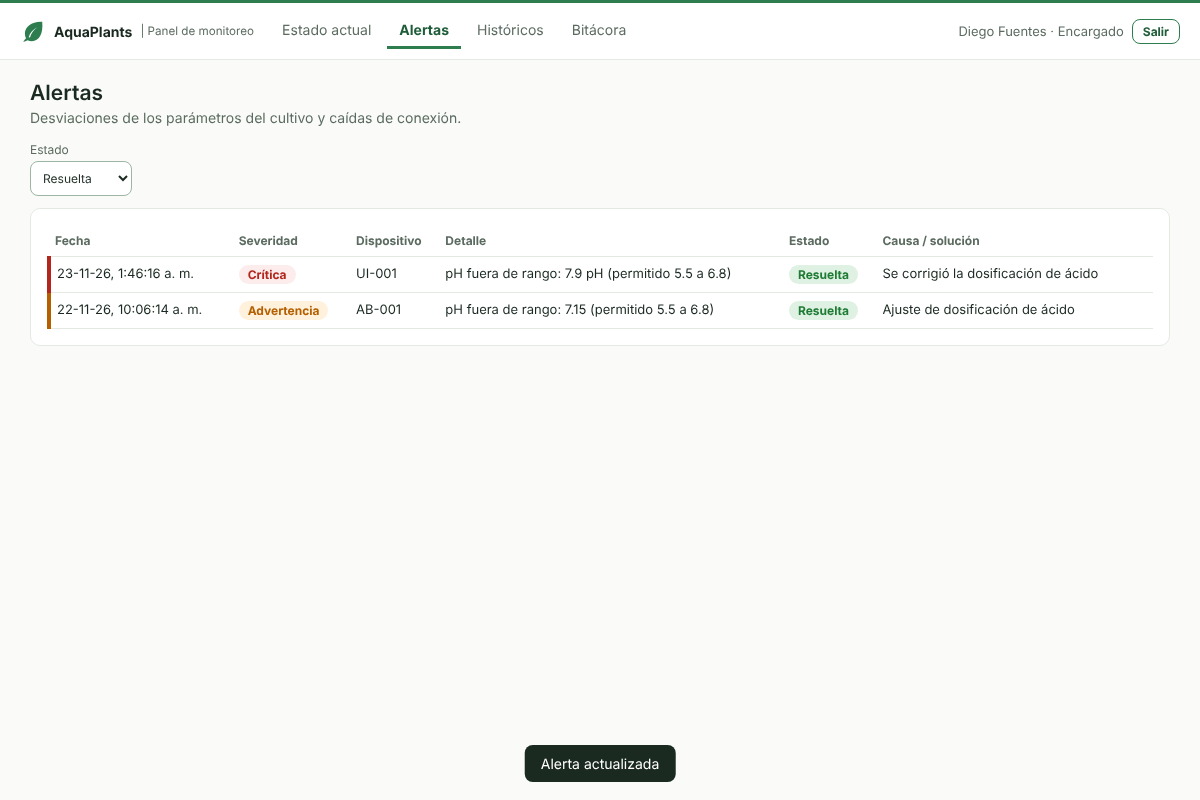 AquaPlants | Panel de monitoreo Estado actual Alertas Históricos Bitácora Diego Fuentes · Encargado Salir
Alertas
Desviaciones de los parámetros del cultivo y caídas de conexión.
Estado
Resuelta
Fecha Severidad Dispositivo Detalle Estado Causa / solución
23-11-26, 1:46:16 a. m. Crítica UI-001 pH fuera de rango: 7.9 pH (permitido 5.5 a 6.8) Resuelta Se corrigió la dosificación de ácido
22-11-26, 10:06:14 a. m. Advertencia AB-001 pH fuera de rango: 7.15 (permitido 5.5 a 6.8) Resuelta Ajuste de dosificación de ácido
Alerta actualizada